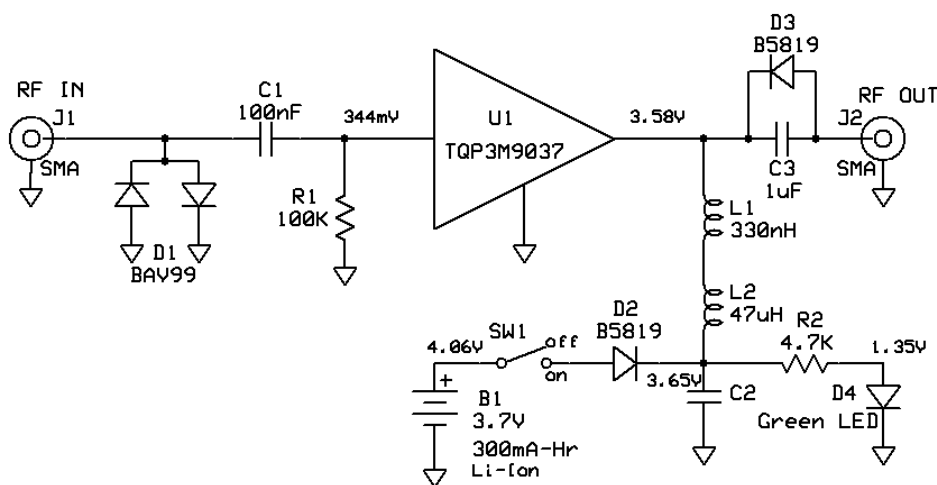 D3
B5819
RF IN
J1
SMA
C1
100nF
344mV
U1
TQP3M9037
3.58V
RF OUT
J2
SMA
C3
1uF
D1
BAV99
R1
100K
L1
330nH
L2
47uH
D2
B5819
SW1
off
on
4.06V
3.65V
R2
4.7K
1.35V
C2
D4
Green LED
B1
3.7V
300mA-Hr
Li-Ion
+